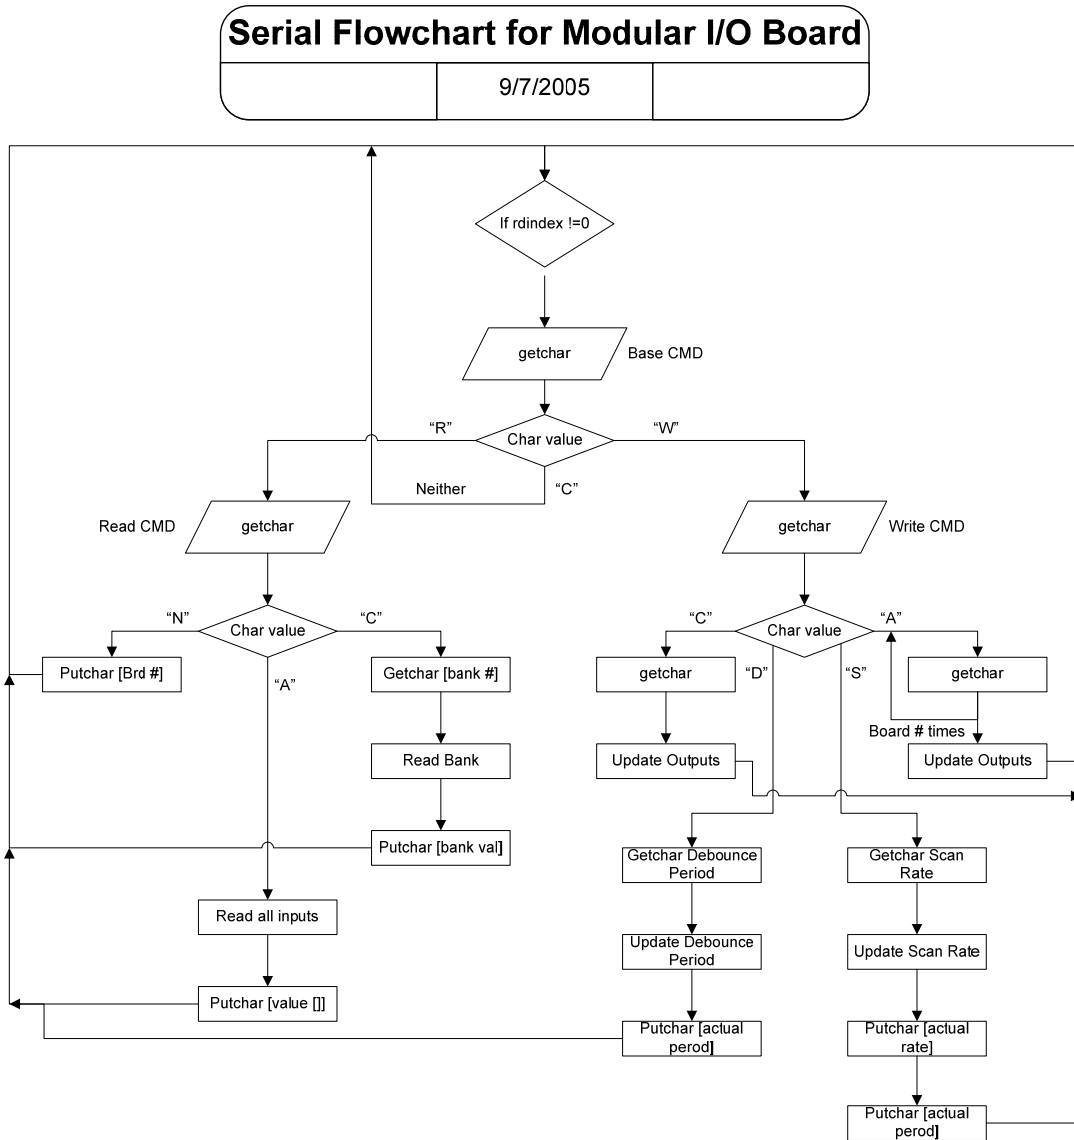 Serial Flowchart for Modular I/O Board
9/7/2005
If rdindex !=0
getchar
Base CMD
“R”
Char value
“W”
Neither
“C”
Read CMD
getchar
getchar
Write CMD
“N”
Char value
“C”
“C”
Char value
“A”
Putchar [Brd #]
“A”
Getchar [bank #]
getchar
“D”
“S”
getchar
Board # times
Read Bank
Update Outputs
Update Outputs
Putchar [bank val]
Getchar Debounce
Period
Getchar Scan
Rate
Read all inputs
Update Debounce
Period
Update Scan Rate
Putchar [value []]
Putchar [actual
perod]
Putchar [actual
rate]
Putchar [actual
perod]